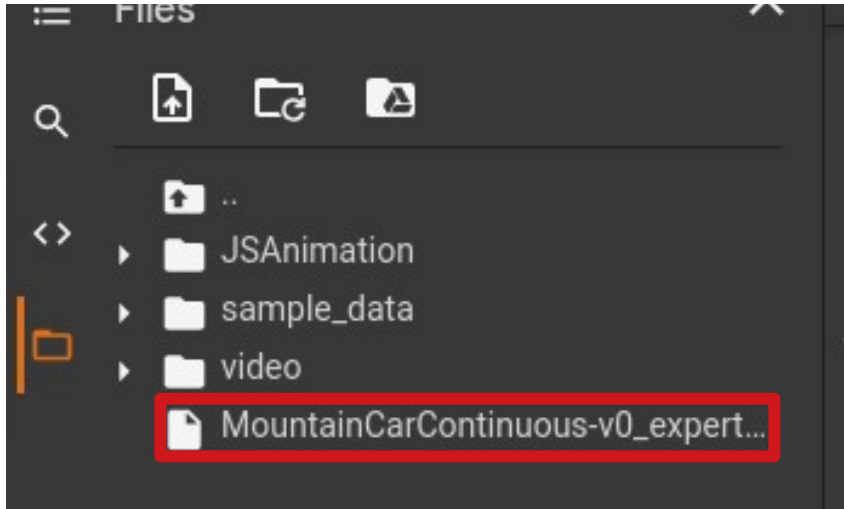 Files
..
JSAnimation
sample_data
video
MountainCarContinuous-v0_expert…